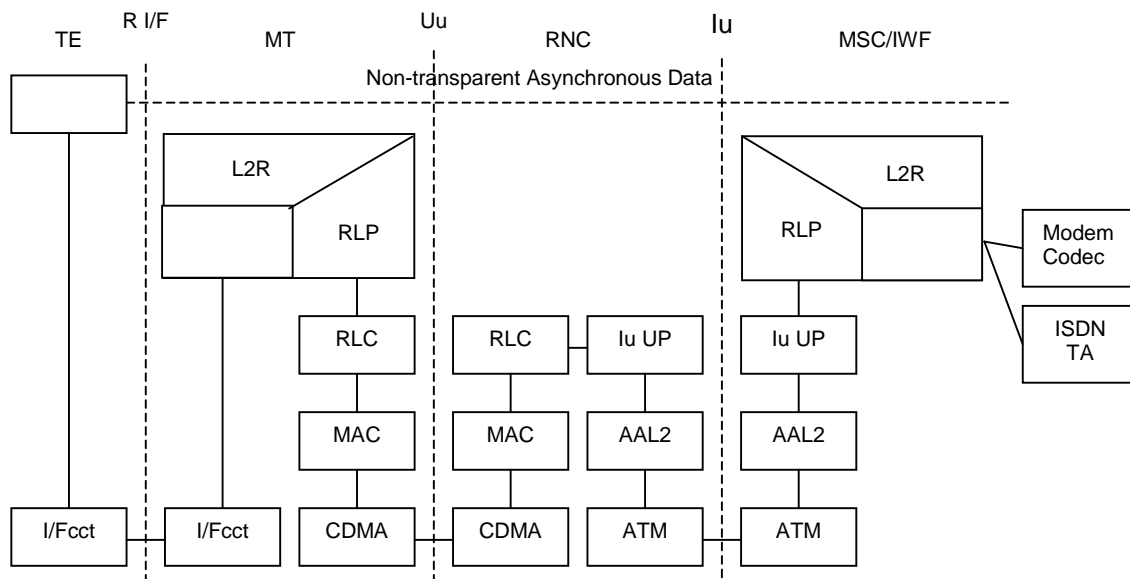 R I/F
Uu
Iu
TE
MT
RNC
MSC/IWF
Non-transparent Asynchronous Data
L2R
L2R
RLP
RLP
Modem
Codec
RLC
RLC
Iu UP
Iu UP
ISDN
TA
MAC
MAC
AAL2
AAL2
I/Fcct
I/Fcct
CDMA
CDMA
ATM
ATM